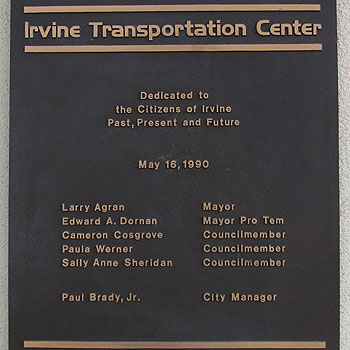 Irvine Transportation Center
Dedicated to
the Citizens of Irvine
Past, Present and Future
May 16, 1990
Larry Agran Mayor
Edward A. Dornan Mayor Pro Tem
Cameron Cosgrove Councilmember
Paula Werner Councilmember
Sally Anne Sheridan Councilmember
Paul Brady, Jr. City Manager